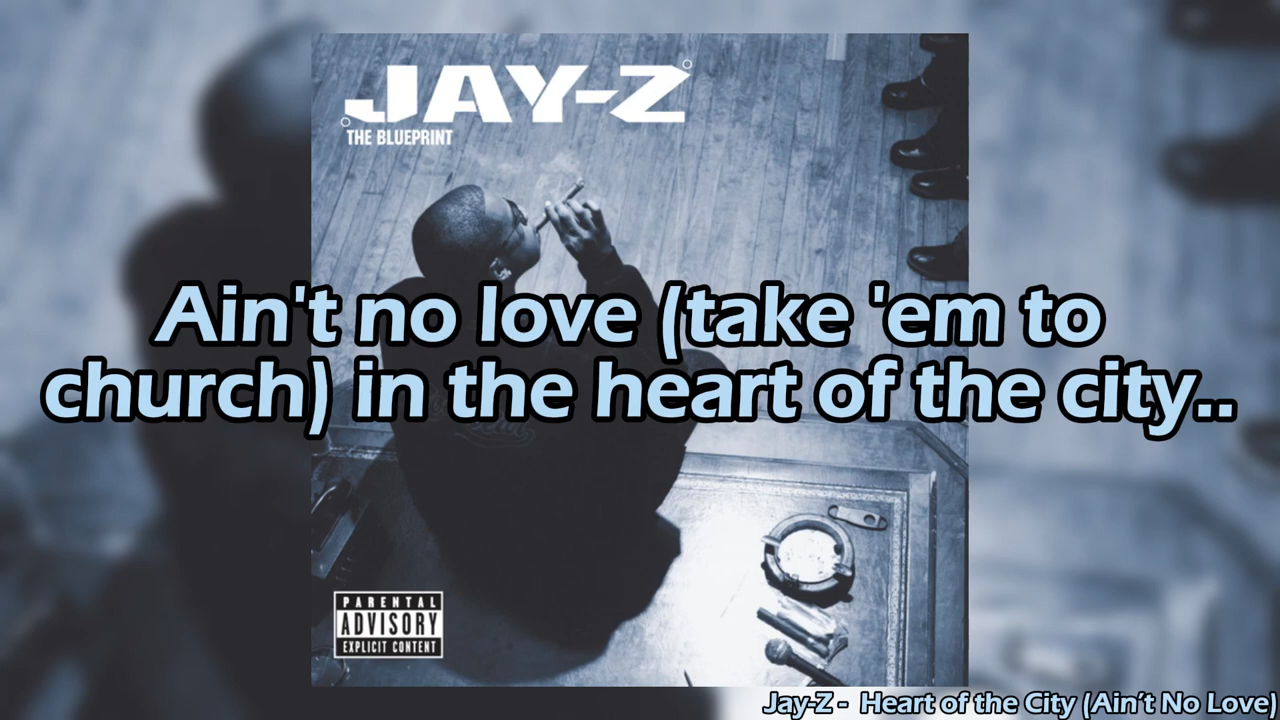 JAY-Z
THE BLUEPRINT
Ain't no love (take 'em to
church) in the heart of the city..
PARENTAL
ADVISORY
EXPLICIT CONTENT
Jay-Z - Heart of the City (Ain't No Love)